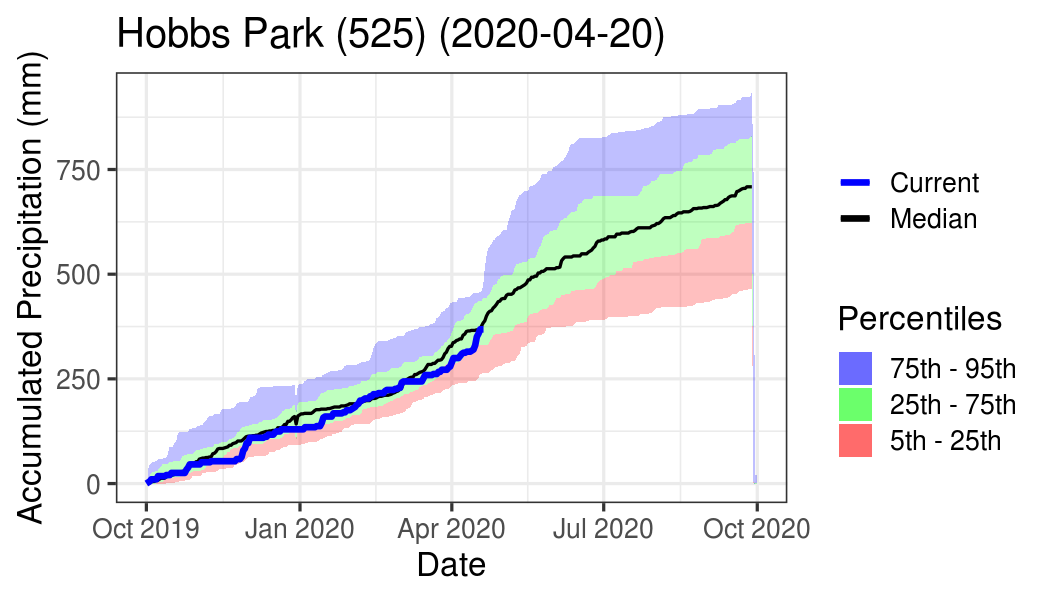 Hobbs Park (525) (2020-04-20)
Accumulated Precipitation (mm)
750
500
250
0
Oct 2019 Jan 2020 Apr 2020 Jul 2020 Oct 2020
Date
Current
Median
Percentiles
75th - 95th
25th - 75th
5th - 25th